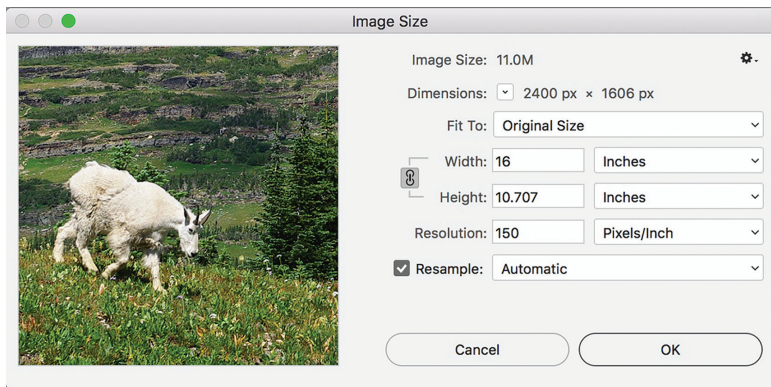 Image Size
Image Size: 11.0M
Dimensions: 2400 px × 1606 px
Fit To: Original Size
Width: 16 Inches
Height: 10.707 Inches
Resolution: 150 Pixels/Inch
Resample: Automatic
Cancel OK